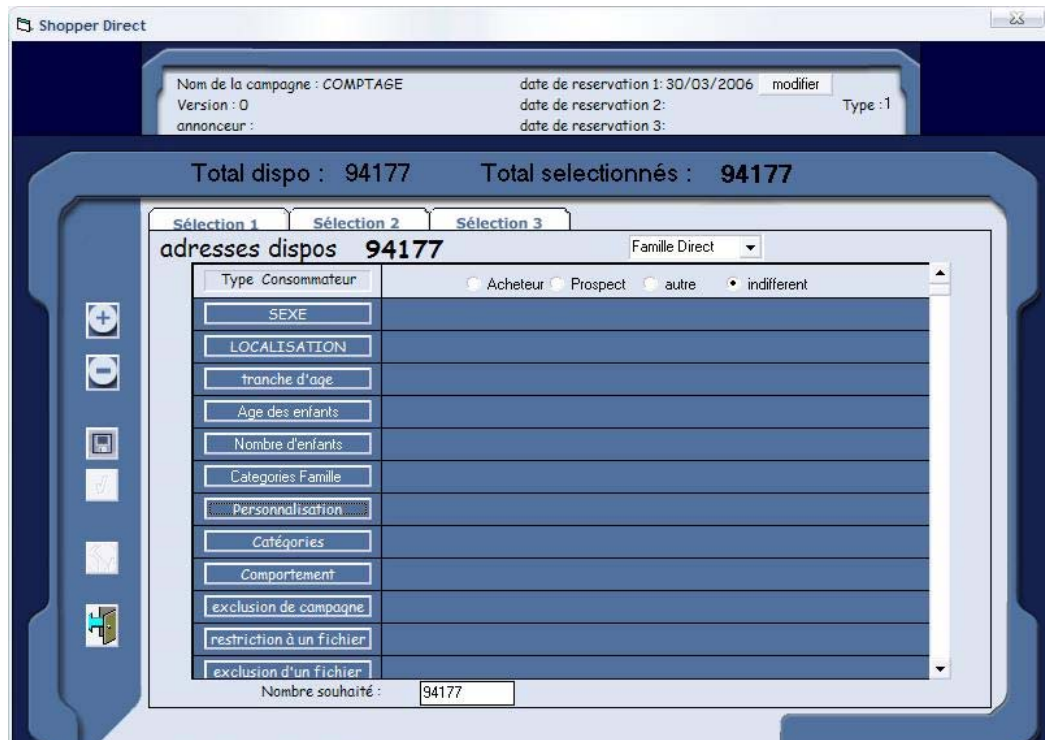 Shopper Direct
Nom de la campagne : COMPTAGE date de reservation 1: 30/03/2006 modifier
Version : 0 date de reservation 2: Type : 1
annonceur : date de reservation 3:
Total dispo : 94177 Total selectionnés : 94177
Sélection 1 Sélection 2 Sélection 3
adresses dispos 94177 Famille Direct
Type Consommateur Acheteur Prospect autre indifferent
SEXE
LOCALISATION
tranche d'age
Age des enfants
Nombre d'enfants
Categories Famille
Personnalisation
Catégories
Comportement
exclusion de campagne
restriction à un fichier
exclusion d'un fichier
Nombre souhaité : 94177